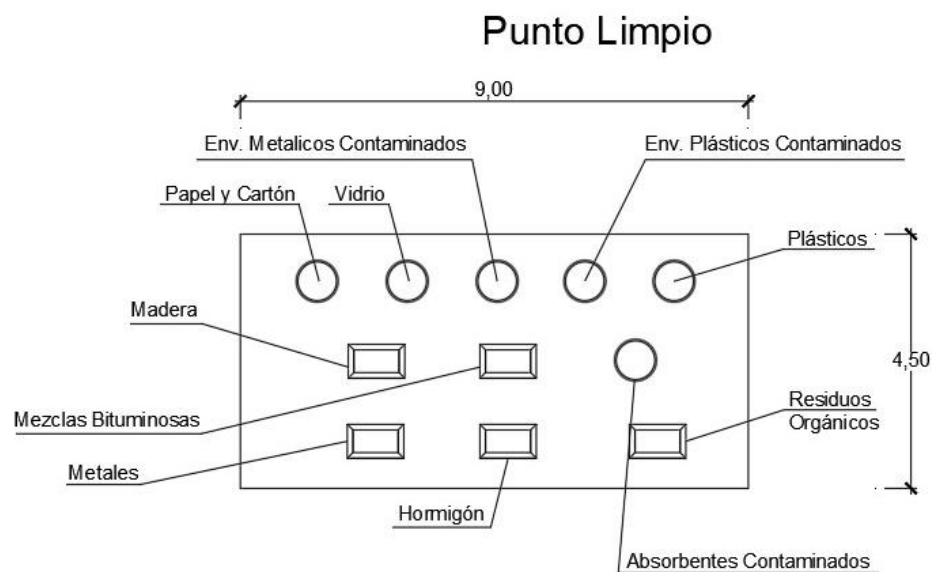 Punto Limpio
9,00
Env. Metalicos Contaminados
Env. Plásticos Contaminados
Papel y Cartón
Vidrio
Plásticos
Madera
4,50
Mezclas Bituminosas
Residuos
Orgánicos
Metales
Hormigón
Absorbentes Contaminados